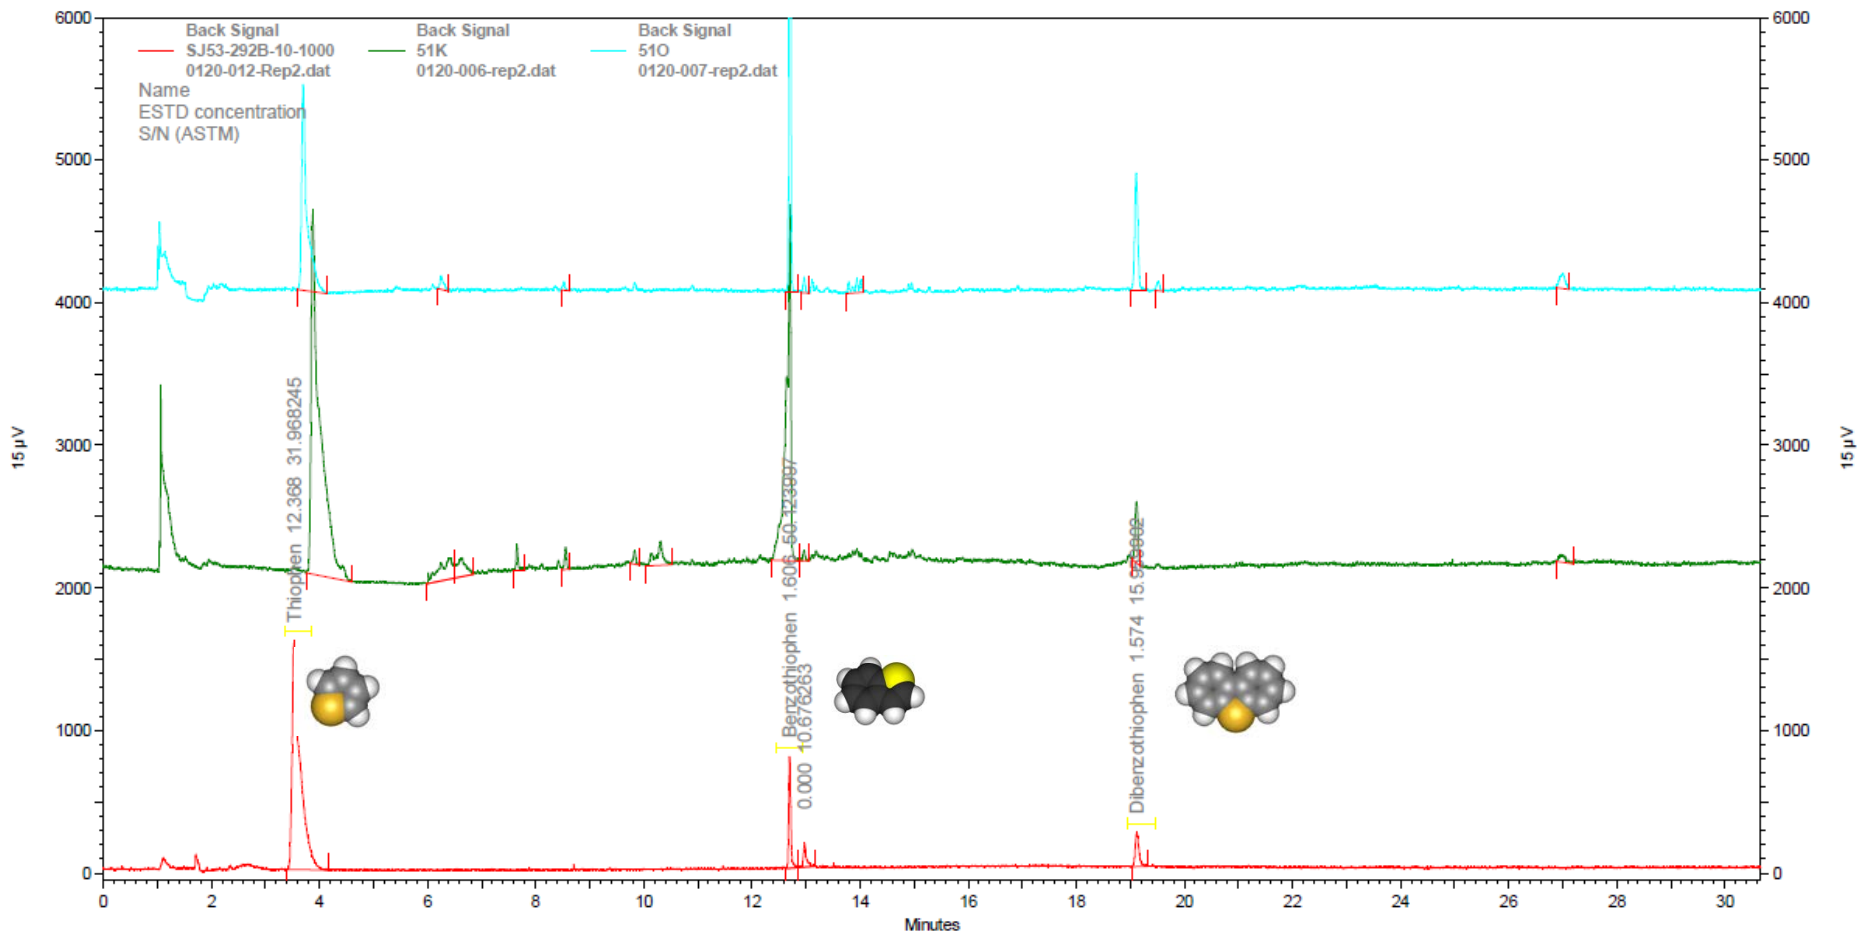 Back Signal
SJ53-292B-10-1000
0120-012-Rep2.dat
Back Signal
51K
0120-006-rep2.dat
Back Signal
51O
0120-007-rep2.dat
Name
ESTD concentration
S/N (ASTM)
6000
5000
4000
3000
2000
1000
0
15 µV
6000
5000
4000
3000
2000
1000
0
15 µV
Thiophen 12.368 31.968245
Benzothiophen 1.606 50.123997
0.000 10.676263
Dibenzothiophen 1.574
0 2 4 6 8 10 12 14 16 18 20 22 24 26 28 30
Minutes